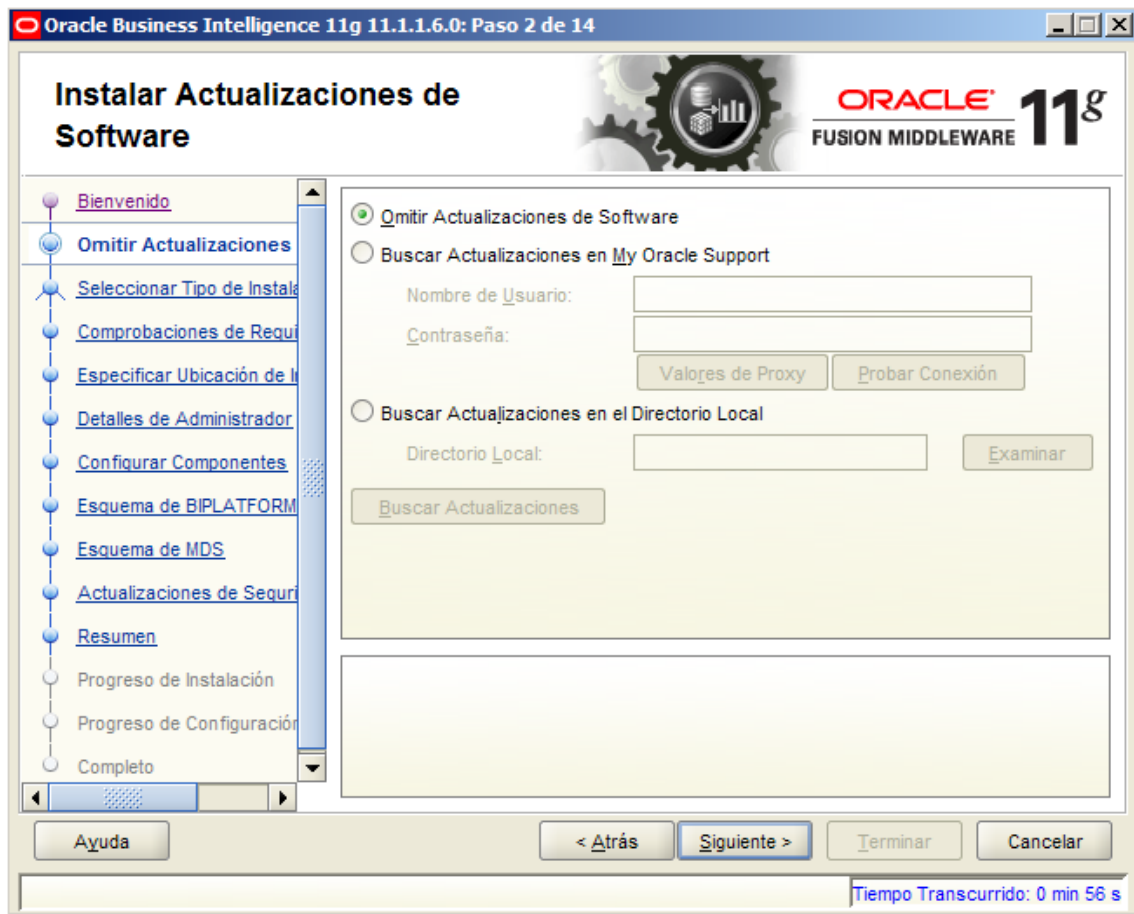 Oracle Business Intelligence 11g 11.1.1.6.0: Paso 2 de 14
Instalar Actualizaciones de
Software
ORACLE
FUSION MIDDLEWARE
11g
Bienvenido
Omitir Actualizaciones
Seleccionar Tipo de Instala
Comprobaciones de Requi
Especificar Ubicación de I
Detalles de Administrador
Configurar Componentes
Esquema de BIPLATFORM
Esquema de MDS
Actualizaciones de Seguri
Resumen
Progreso de Instalación
Progreso de Configuración
Completo
Omitir Actualizaciones de Software
Buscar Actualizaciones en My Oracle Support
Nombre de Usuario:
Contraseña:
Valores de Proxy
Probar Conexión
Buscar Actualizaciones en el Directorio Local
Directorio Local:
Examinar
Buscar Actualizaciones
Ayuda
< Atrás
Siguiente >
Terminar
Cancelar
Tiempo Transcurrido: 0 min 56 s